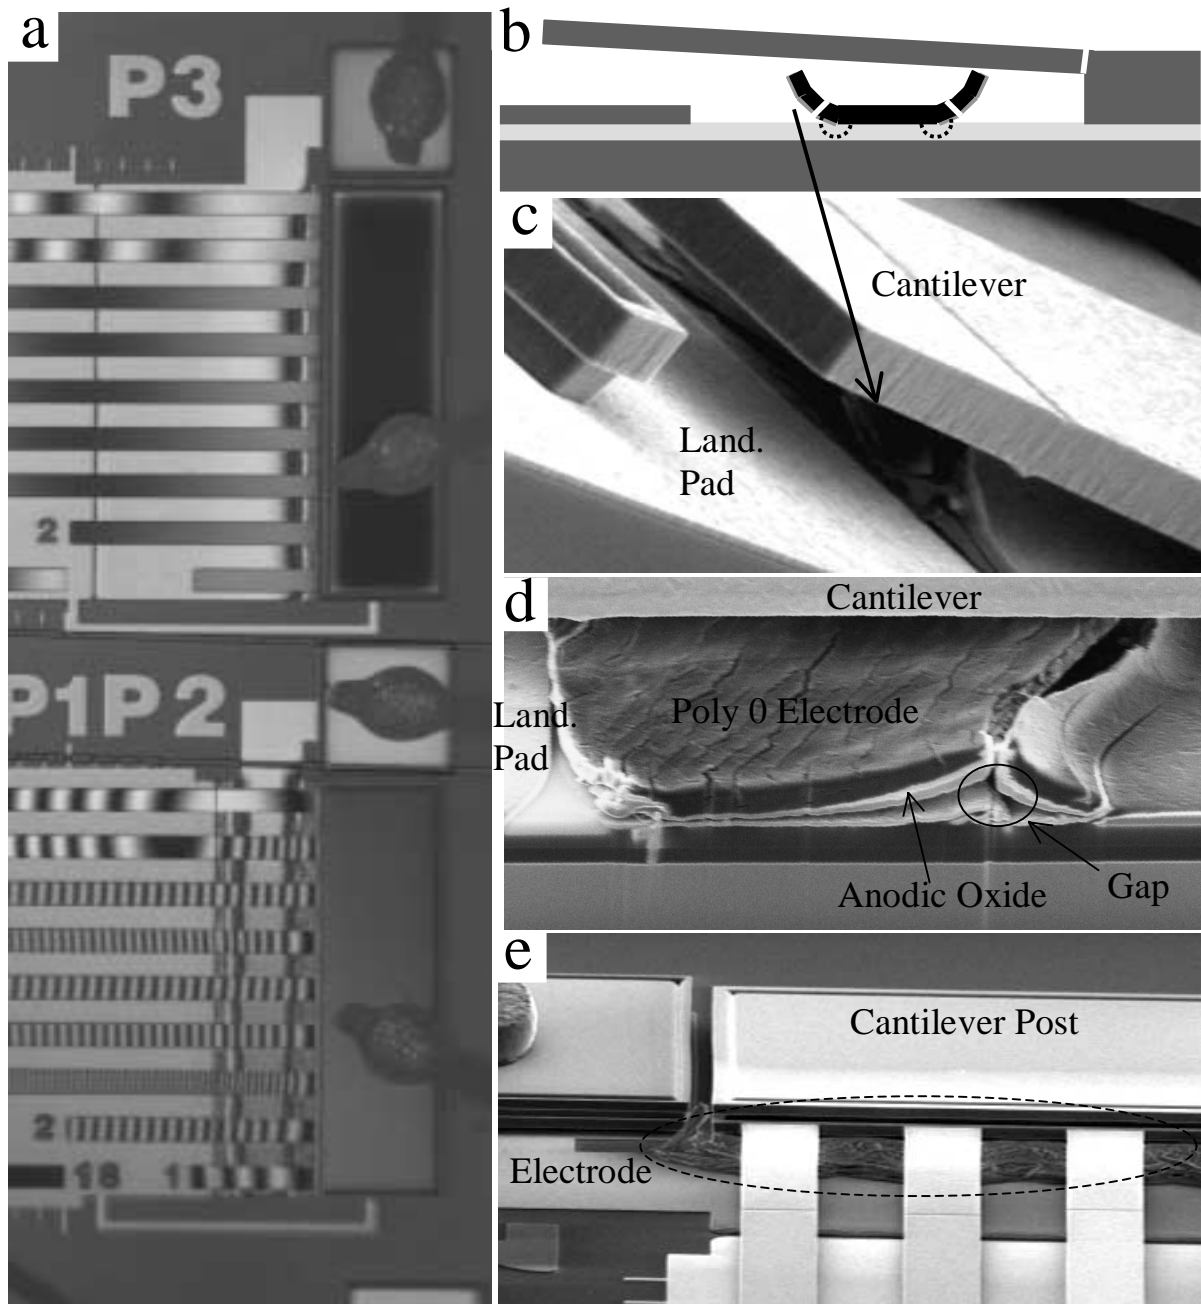 a
P3
2
P1P2
2
18
1
b
c
Cantilever
Land.
Pad
d
Cantilever
Poly 0 Electrode
Land.
Pad
Anodic Oxide
Gap
e
Cantilever Post
Electrode